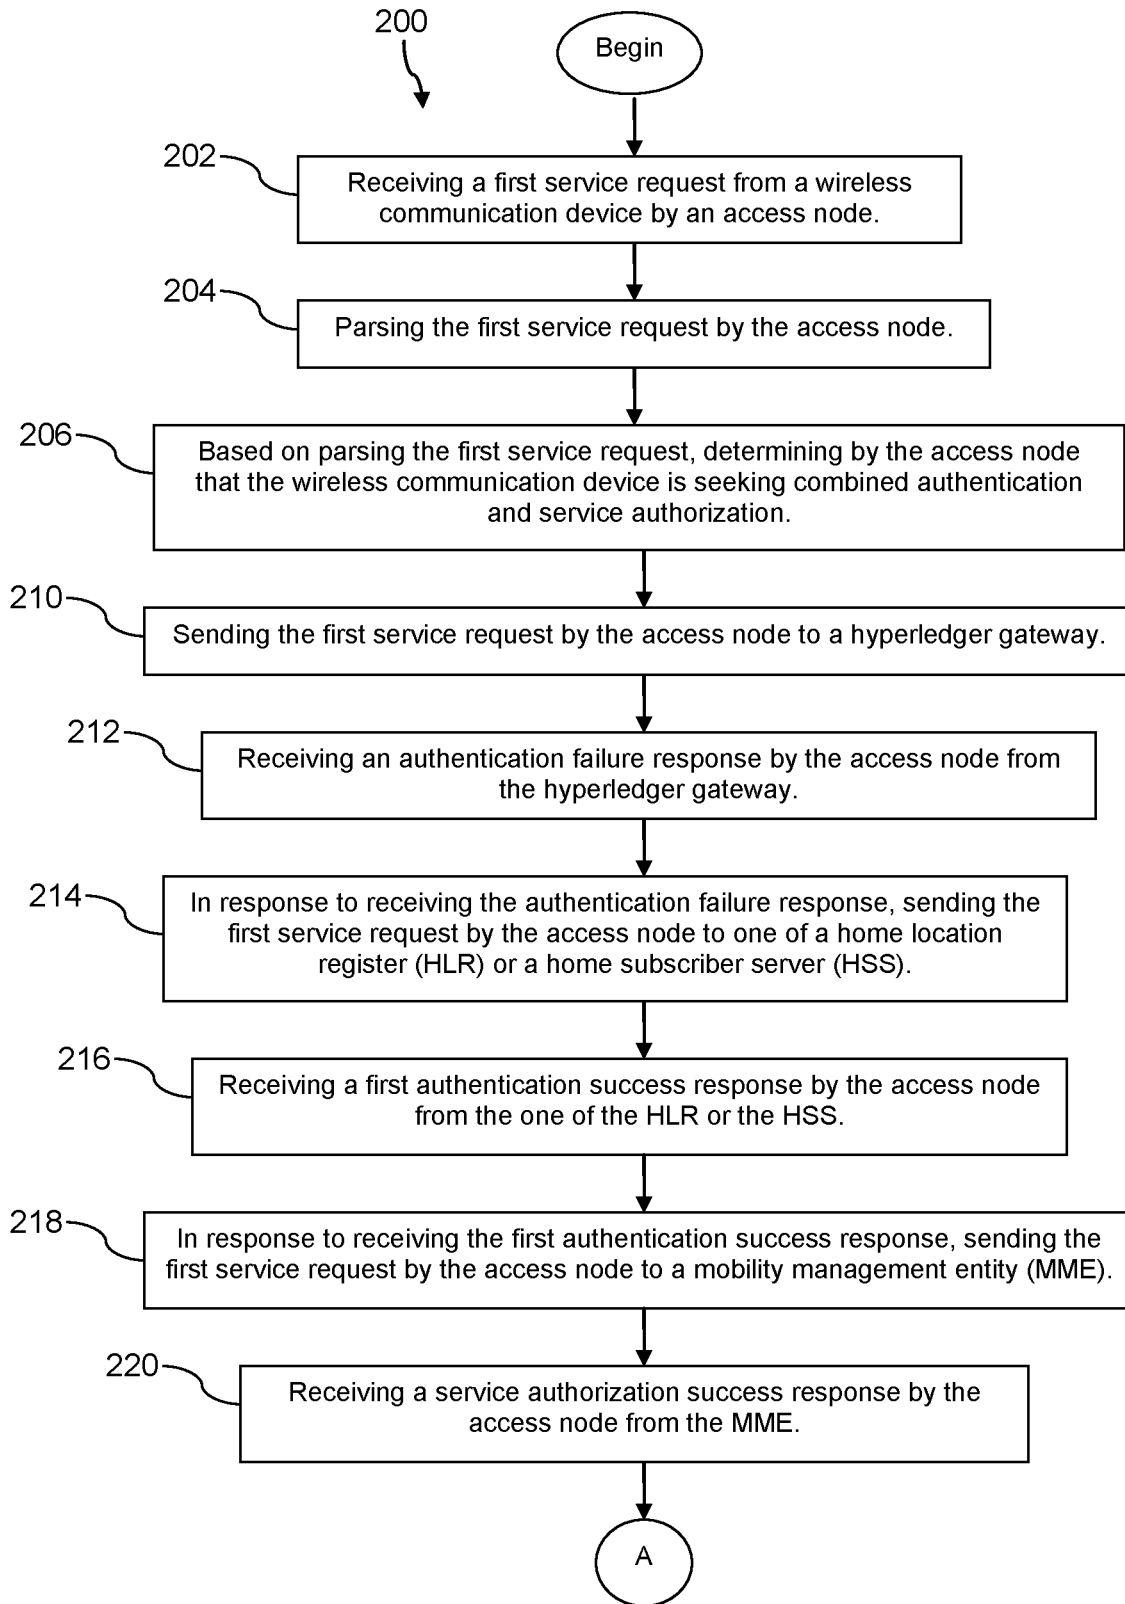 200
Begin
202
Receiving a first service request from a wireless
communication device by an access node.
204
Parsing the first service request by the access node.
206
Based on parsing the first service request, determining by the access node
that the wireless communication device is seeking combined authentication
and service authorization.
210
Sending the first service request by the access node to a hyperledger gateway.
212
Receiving an authentication failure response by the access node from
the hyperledger gateway.
214
In response to receiving the authentication failure response, sending the
first service request by the access node to one of a home location
register (HLR) or a home subscriber server (HSS).
216
Receiving a first authentication success response by the access node
from the one of the HLR or the HSS.
218
In response to receiving the first authentication success response, sending the
first service request by the access node to a mobility management entity (MME).
220
Receiving a service authorization success response by the
access node from the MME.
A